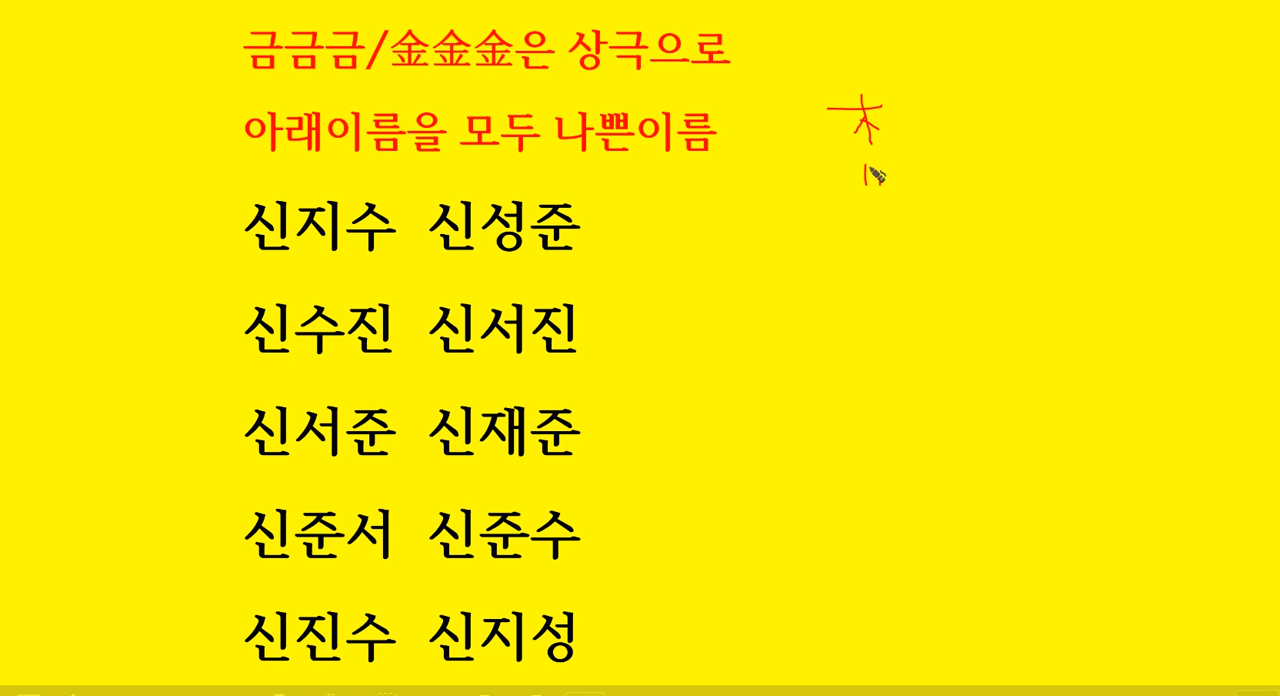 금금금/金金金은 상극으로
아래이름을 모두 나쁜이름
木
신지수 신성준
신수진 신서진
신서준 신재준
신준서 신준수
신진수 신지성